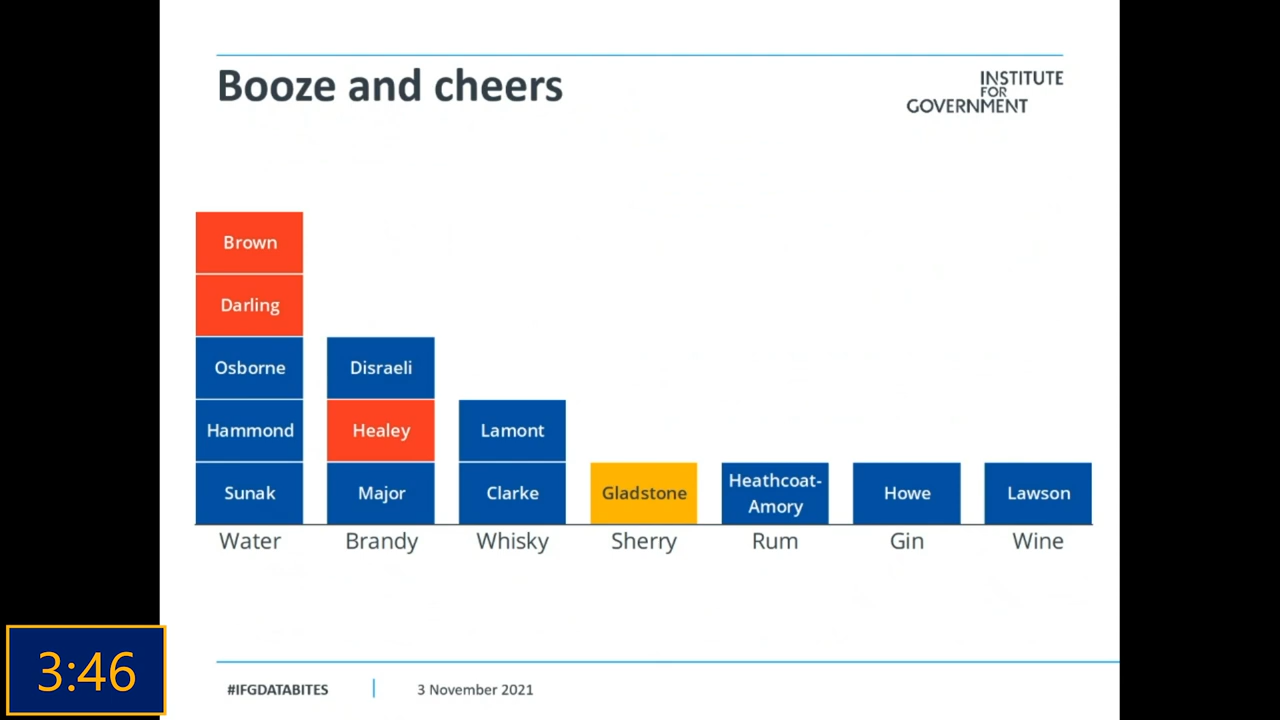 Booze and cheers
INSTITUTE
FOR
GOVERNMENT
Brown
Darling
Osborne
Disraeli
Hammond
Healey
Lamont
Sunak
Major
Clarke
Gladstone
Heathcoat-
Amory
Howe
Lawson
Water
Brandy
Whisky
Sherry
Rum
Gin
Wine
3:46
#IFGDATABITES
3 November 2021